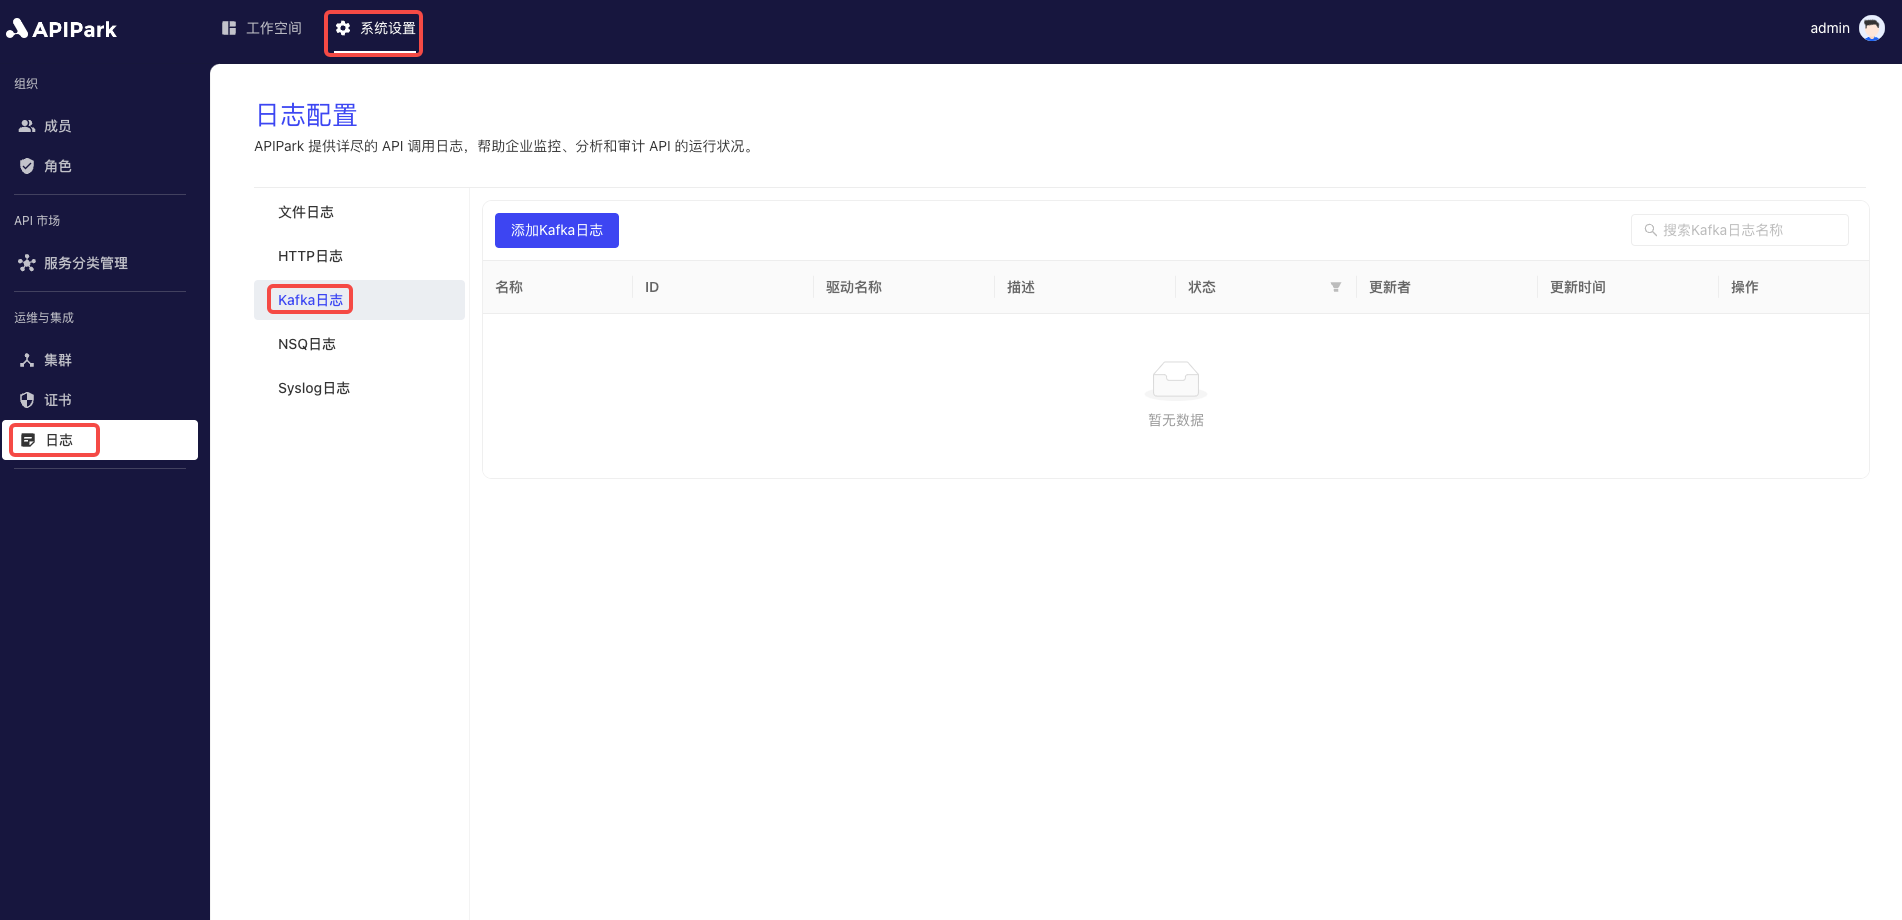 APIPark
工作空间
系统设置
admin
组织
成员
角色
API 市场
服务分类管理
运维与集成
集群
证书
日志
日志配置
APIPark 提供详尽的 API 调用日志，帮助企业监控、分析和审计 API 的运行状况。
文件日志
HTTP日志
Kafka日志
NSQ日志
Syslog日志
添加Kafka日志
搜索Kafka日志名称
名称
ID
驱动名称
描述
状态
更新者
更新时间
操作
暂无数据